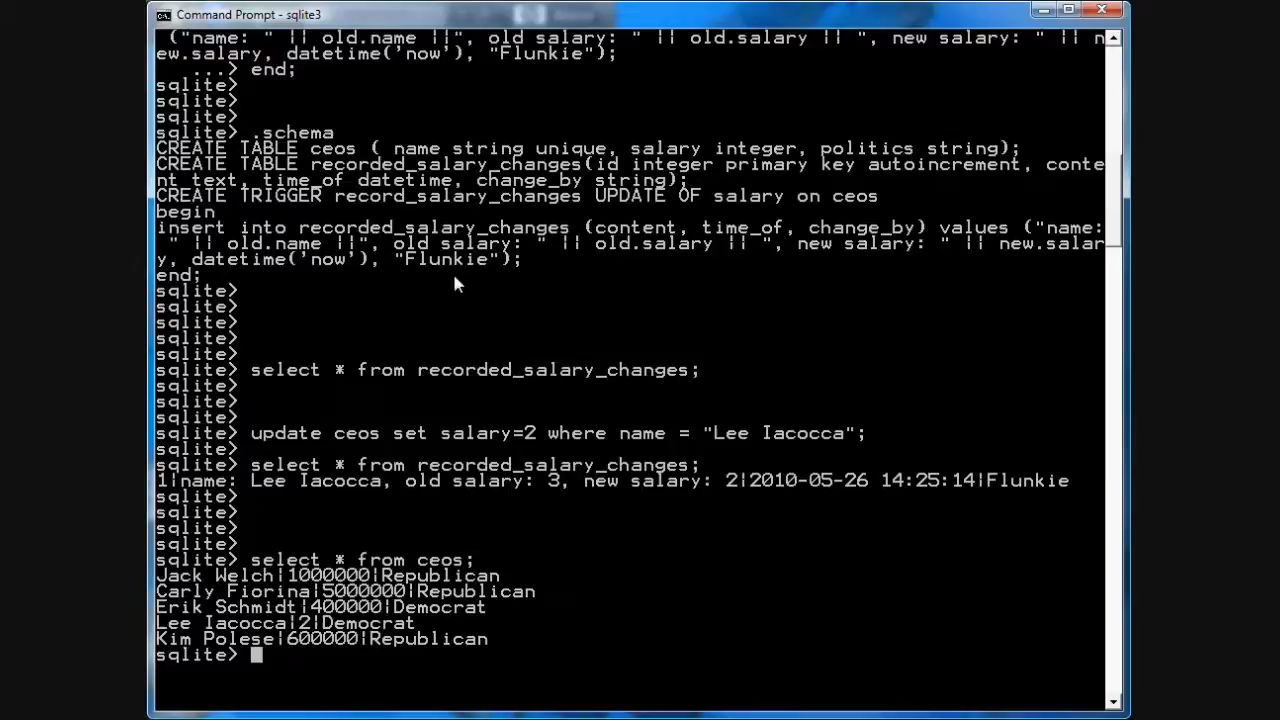 Command Prompt - sqlite3
("name: " || old.name ||", old salary: " || old.salary || ", new salary: " || n
ew.salary, datetime('now'), "Flunkie");
...> end;
sqlite>
sqlite>
sqlite>
sqlite> .schema
CREATE TABLE ceos ( name string unique, salary integer, politics string);
CREATE TABLE recorded_salary_changes(id integer primary key autoincrement, conte
nt text, time_of datetime, change_by string);
CREATE TRIGGER record_salary_changes UPDATE OF salary on ceos
begin
insert into recorded_salary_changes (content, time_of, change_by) values ("name:
" || old.name ||", old salary: " || old.salary || ", new salary: " || new.salar
y, datetime('now'), "Flunkie");
end;
sqlite>
sqlite>
sqlite>
sqlite>
sqlite>
sqlite> select * from recorded_salary_changes;
sqlite>
sqlite>
sqlite>
sqlite> update ceos set salary=2 where name = "Lee Iacocca";
sqlite>
sqlite> select * from recorded_salary_changes;
1|name: Lee Iacocca, old salary: 3, new salary: 2|2010-05-26 14:25:14|Flunkie
sqlite>
sqlite>
sqlite>
sqlite>
sqlite> select * from ceos;
Jack Welch|1000000|Republican
Carly Fiorina|5000000|Republican
Erik Schmidt|400000|Democrat
Lee Iacocca|2|Democrat
Kim Polese|600000|Republican
sqlite>